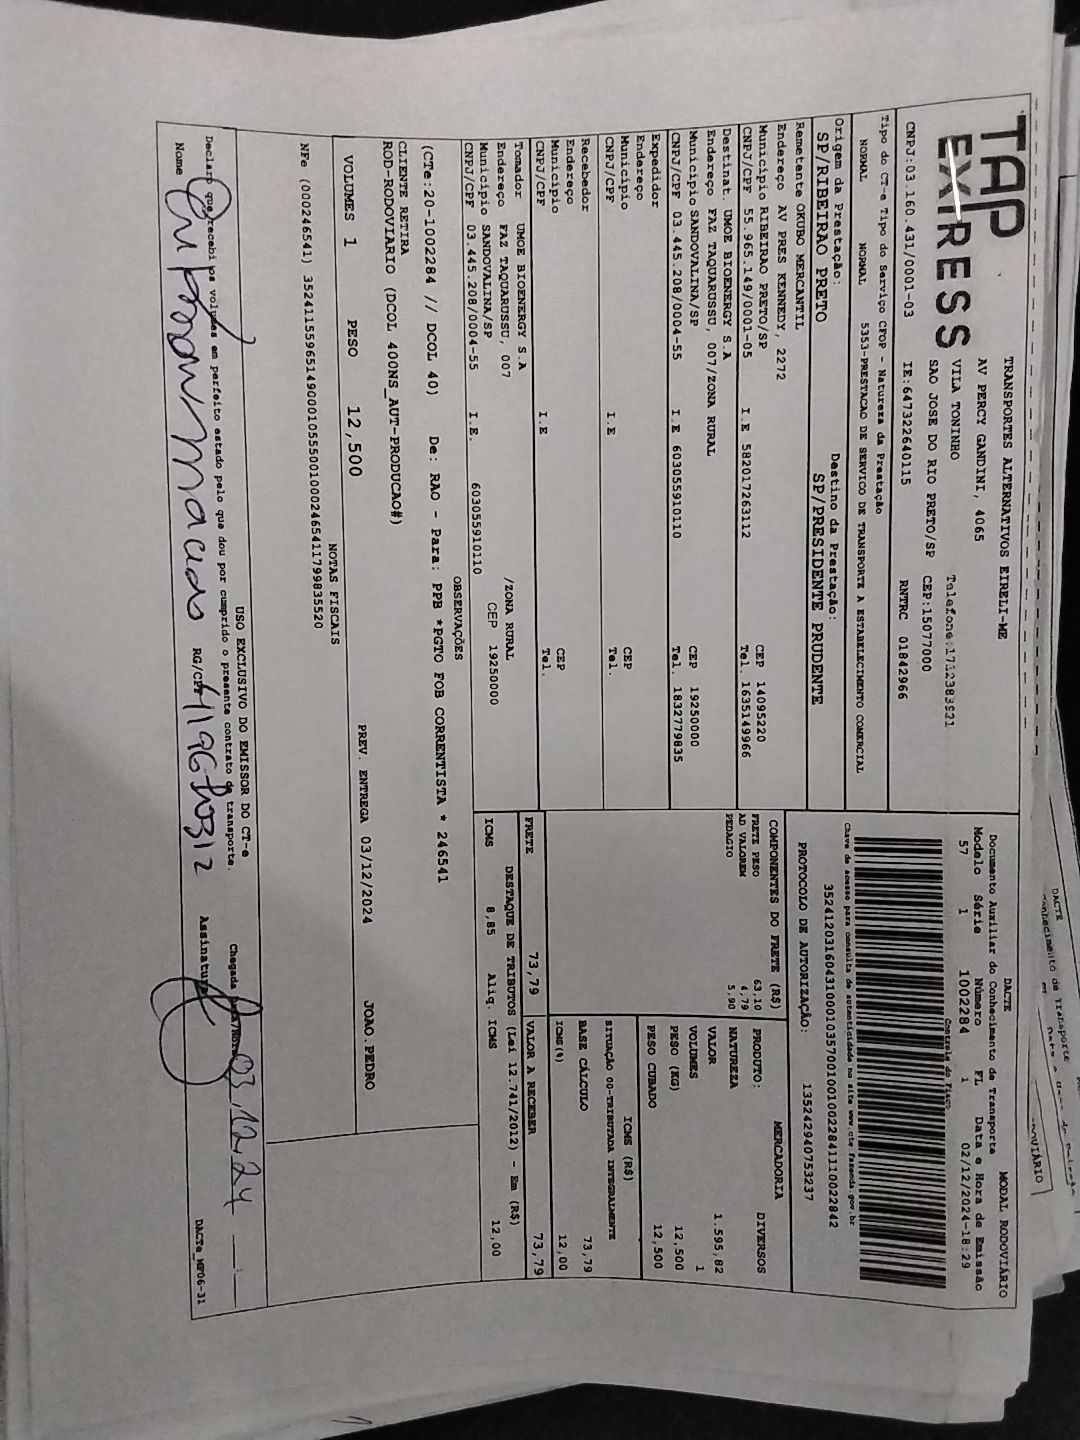 TAP
EXPRESS
TRANSPORTES ALTERNATIVOS EIRELI-ME
AV PERCY GANDINI, 4065
VILA TONINHO Telefone:1732383921
SAO JOSE DO RIO PRETO/SP CEP:15077000
CNPJ:03.160.431/0001-03 IE:647322640115 RNTRC 01842966
DACTE MODAL RODOVIÁRIO
Documento Auxiliar do Conhecimento de Transporte
Modelo Série Número FL Data e Hora de Emissão
57 1 1002284 1 02/12/2024-18:29
Controle do Fisco
Chave de acesso para consulta de autenticidade no site www.cte.fazenda.gov.br
PROTOCOLO DE AUTORIZAÇÃO: 135242940753237
Tipo do CT-e Tipo do Serviço CFOP - Natureza da Prestação
NORMAL NORMAL 5353-PRESTACAO DE SERVICO DE TRANSPORTE A ESTABELECIMENTO COMERCIAL
Origem da Prestação: Destino da Prestação:
SP/RIBEIRAO PRETO SP/PRESIDENTE PRUDENTE
Remetente OKUBO MERCANTIL
Endereço AV PRES KENNEDY, 2272
Município RIBEIRAO PRETO/SP CEP 14095220
CNPJ/CPF 55.965.149/0001-05 I.E 582017263112 Tel. 1635149966
Destinat. UMOE BIOENERGY S.A
Endereço FAZ TAQUARUSSU, 007/ZONA RURAL
Município SANDOVALINA/SP CEP 19250000
CNPJ/CPF 03.445.208/0004-55 I.E 603055910110 Tel. 1832779835
Expedidor
Endereço
Município CEP
CNPJ/CPF I.E Tel.
Recebedor
Endereço
Município CEP
CNPJ/CPF I.E Tel.
Tomador UMOE BIOENERGY S.A
Endereço FAZ TAQUARUSSU, 007 /ZONA RURAL
Município SANDOVALINA/SP CEP 19250000
CNPJ/CPF 03.445.208/0004-55 I.E. 603055910110
COMPONENTES DO FRETE (R$)
FRETE PESO 63,10
AD VALOREM 4,79
PEDAGIO 5,90
MERCADORIA
PRODUTO: DIVERSOS
NATUREZA
VALOR 1.595,82
VOLUMES 1
PESO (KG) 12,500
PESO CUBADO 12,500
ICMS (R$)
SITUAÇÃO 00-TRIBUTADA INTEGRALMENTE
BASE CÁLCULO 73,79
ICMS(%) 12,00
FRETE 73,79 VALOR A RECEBER 73,79
DESTAQUE DE TRIBUTOS (Lei 12.741/2012) - Em (R$)
ICMS 8,85 Aliq. ICMS 12,00
OBSERVAÇÕES
(CTe:20-1002284 // DCOL 40) De: RAO - Para: PPB *PGTO FOB CORRENTISTA * 246541
CLIENTE RETIRA
ROD-RODOVIARIO (DCOL 400NS_AUT-PRODUCAO#)
VOLUMES 1 PESO 12,500 PREV. ENTREGA 03/12/2024 JOAO.PEDRO
NOTAS FISCAIS
NFe (000246541) 35241155965149000105550010002465411799835520
USO EXCLUSIVO DO EMISSOR DO CT-e
Declaro que recebi os volumes em perfeito estado pelo que dou por cumprido o presente contrato de transporte.
Chegada Data/Hora 03.12.24
Nome RG/CPF Assinatura
DACTe_MF06-31
DACTE